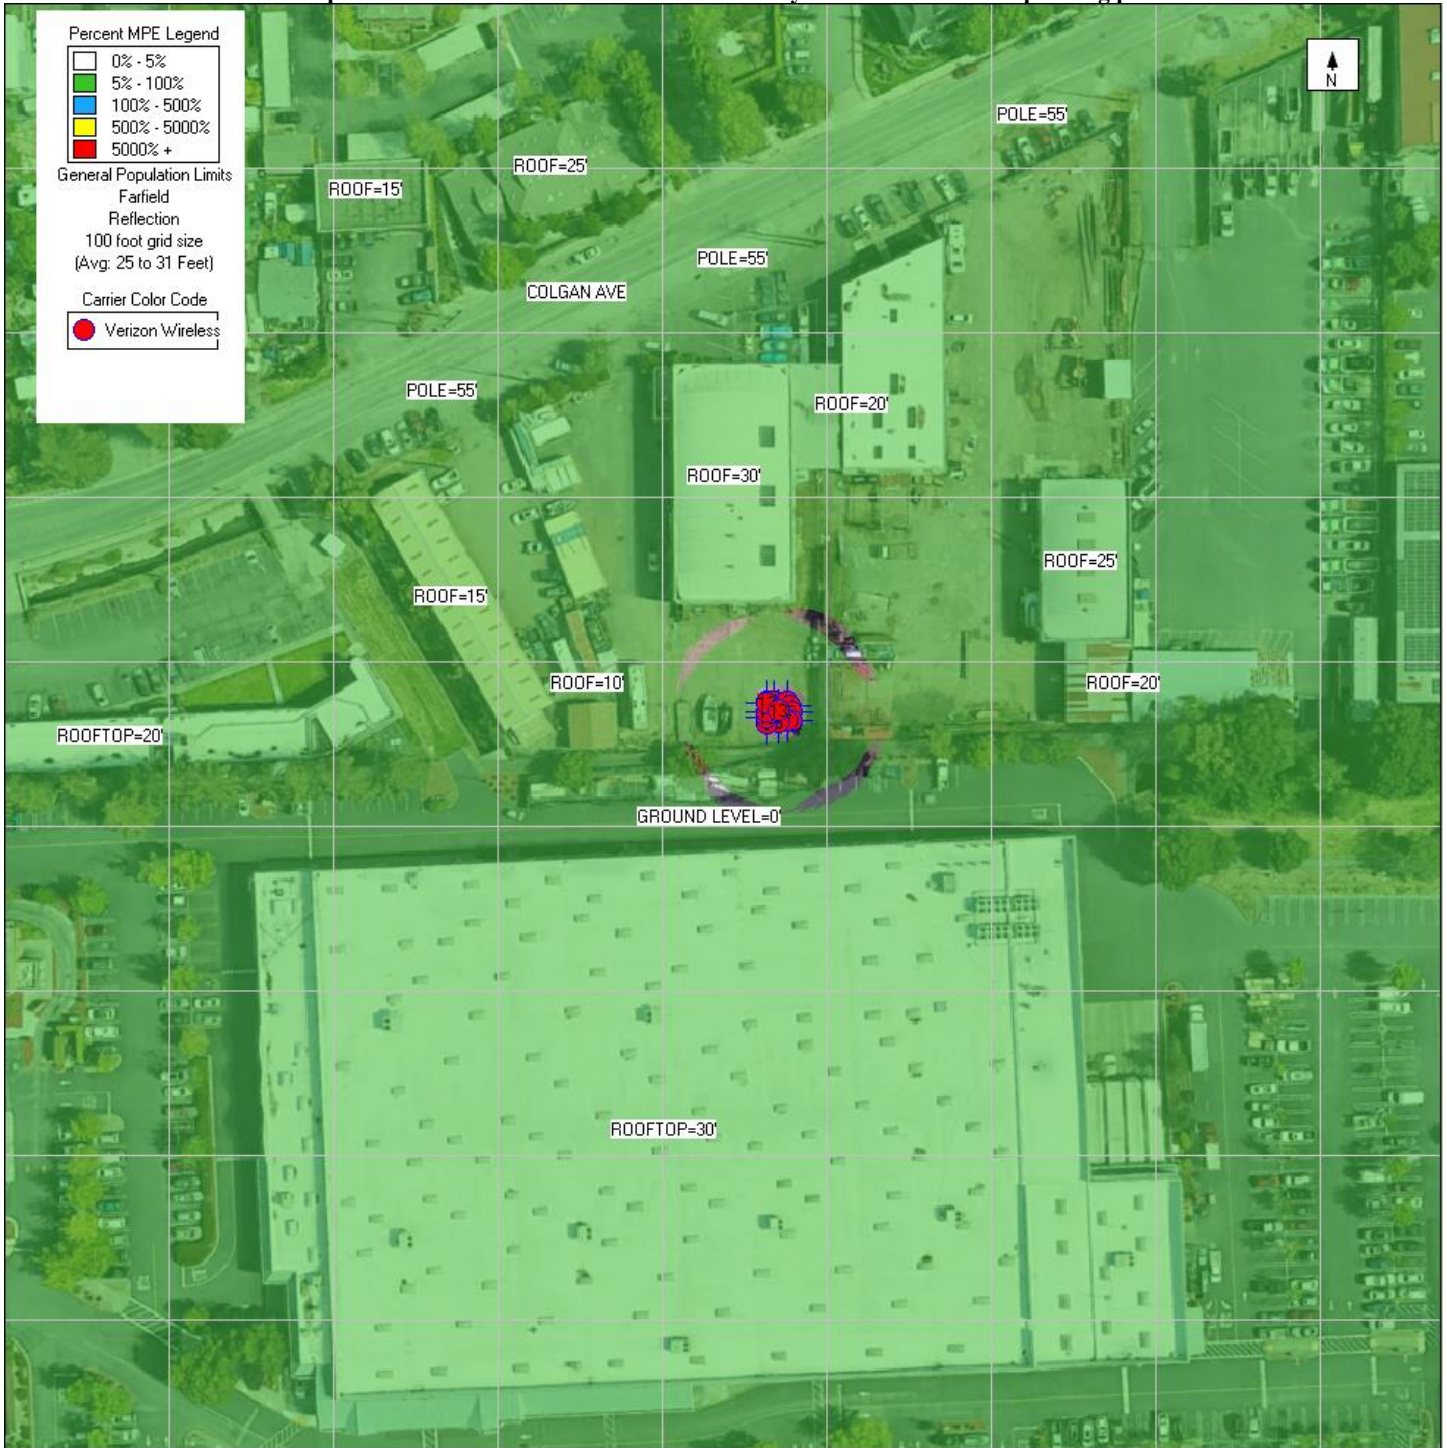 Percent MPE Legend
0% - 5%
5% - 100%
100% - 500%
500% - 5000%
5000% +
General Population Limits
Farfield
Reflection
100 foot grid size
(Avg: 25 to 31 Feet)
Carrier Color Code
Verizon Wireless
N
POLE=55'
ROOF=25'
ROOF=15'
POLE=55'
COLGAN AVE
POLE=55'
ROOF=20'
ROOF=30'
ROOF=25'
ROOF=15'
ROOF=10'
ROOF=20'
ROOFTOP=20'
GROUND LEVEL=0'
ROOFTOP=30'